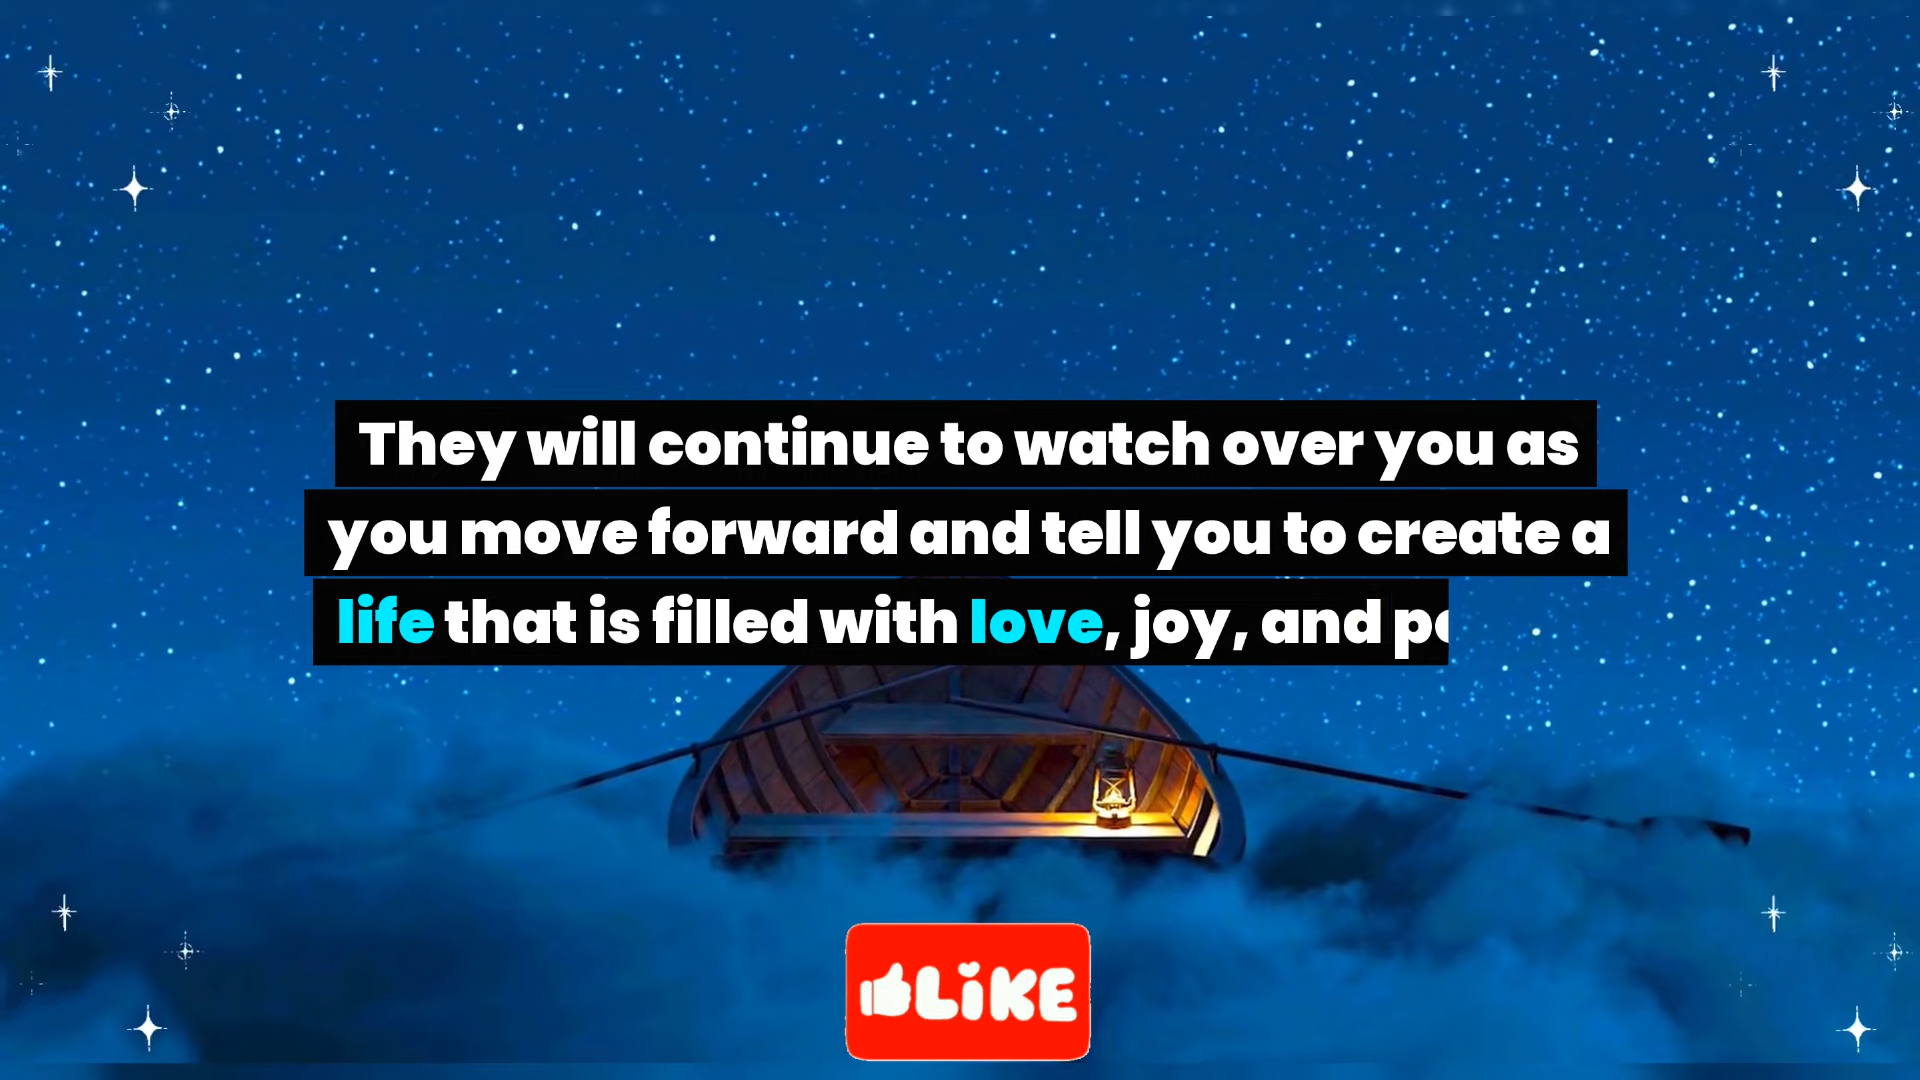 They will continue to watch over you as
you move forward and tell you to create a
life that is filled with love, joy, and
LiKE